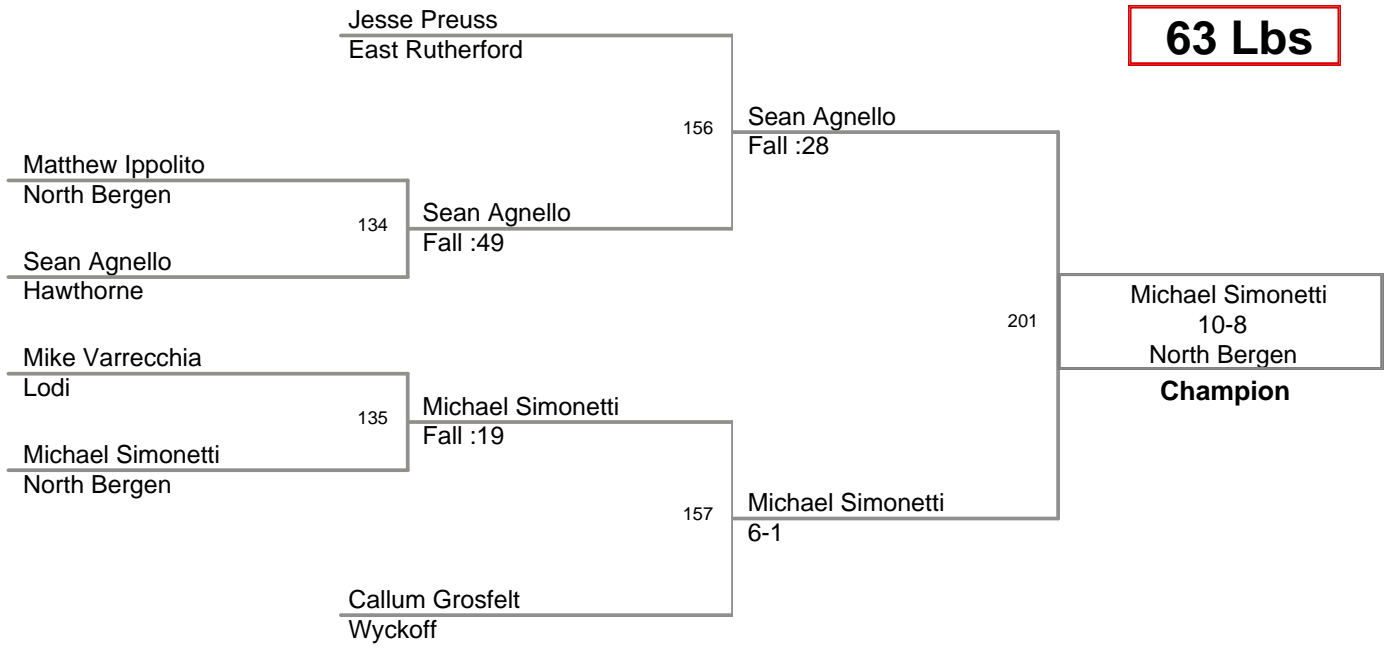 Jesse Preuss
East Rutherford
63 Lbs
156
Sean Agnello
Fall :28
Matthew Ippolito
North Bergen
134
Sean Agnello
Fall :49
Sean Agnello
Hawthorne
201
Michael Simonetti
10-8
North Bergen
Champion
Mike Varrecchia
Lodi
135
Michael Simonetti
Fall :19
Michael Simonetti
North Bergen
157
Michael Simonetti
6-1
Callum Grosfelt
Wyckoff